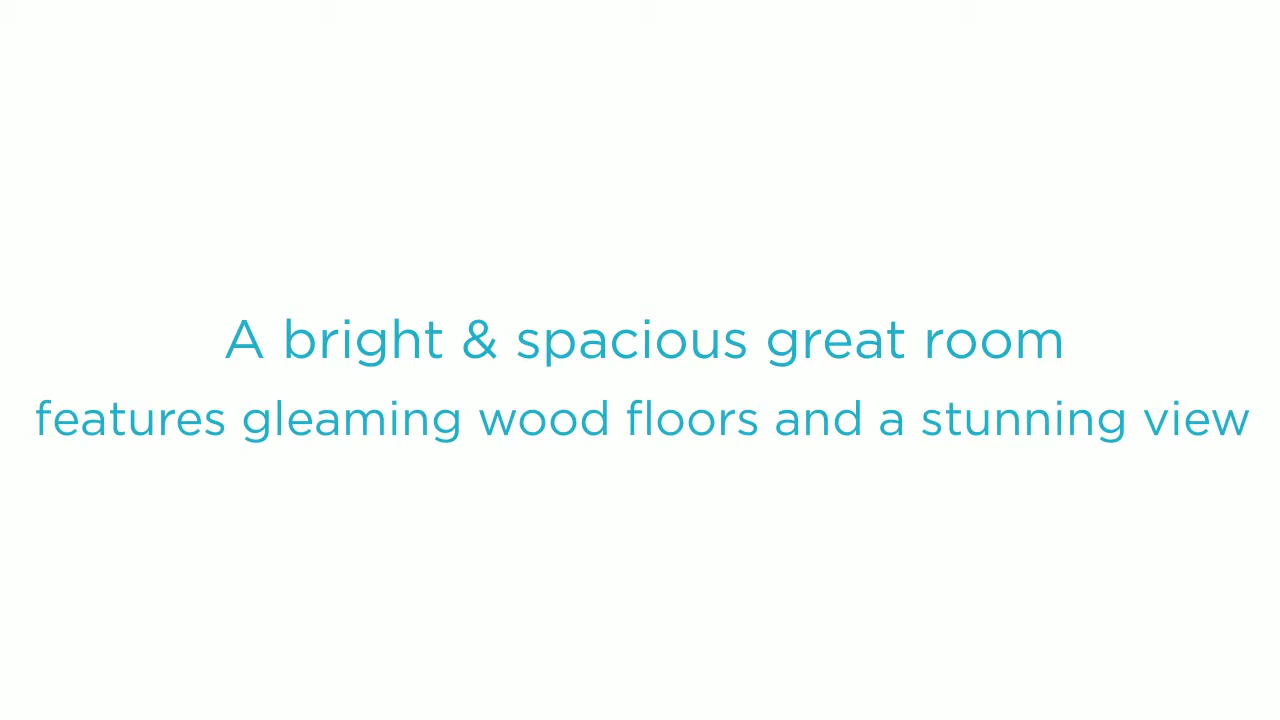 A bright & spacious great room
features gleaming wood floors and a stunning view